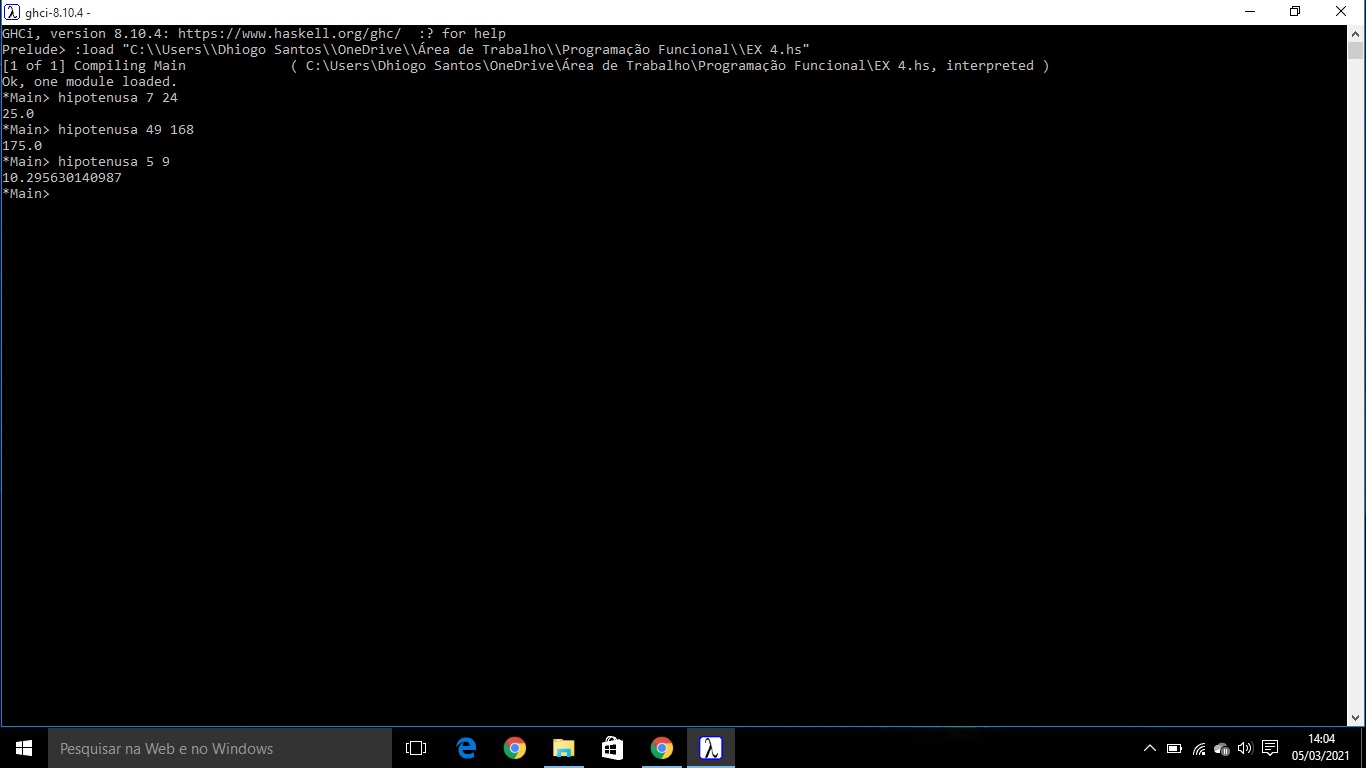 ghci-8.10.4 -
GHCi, version 8.10.4: https://www.haskell.org/ghc/  :? for help
Prelude> :load "C:\\Users\\Dhiogo Santos\\OneDrive\\Área de Trabalho\\Programação Funcional\\EX 4.hs"
[1 of 1] Compiling Main             ( C:\Users\Dhiogo Santos\OneDrive\Área de Trabalho\Programação Funcional\EX 4.hs, interpreted )
Ok, one module loaded.
*Main> hipotenusa 7 24
25.0
*Main> hipotenusa 49 168
175.0
*Main> hipotenusa 5 9
10.295630140987
*Main>
Pesquisar na Web e no Windows
14:04
05/03/2021